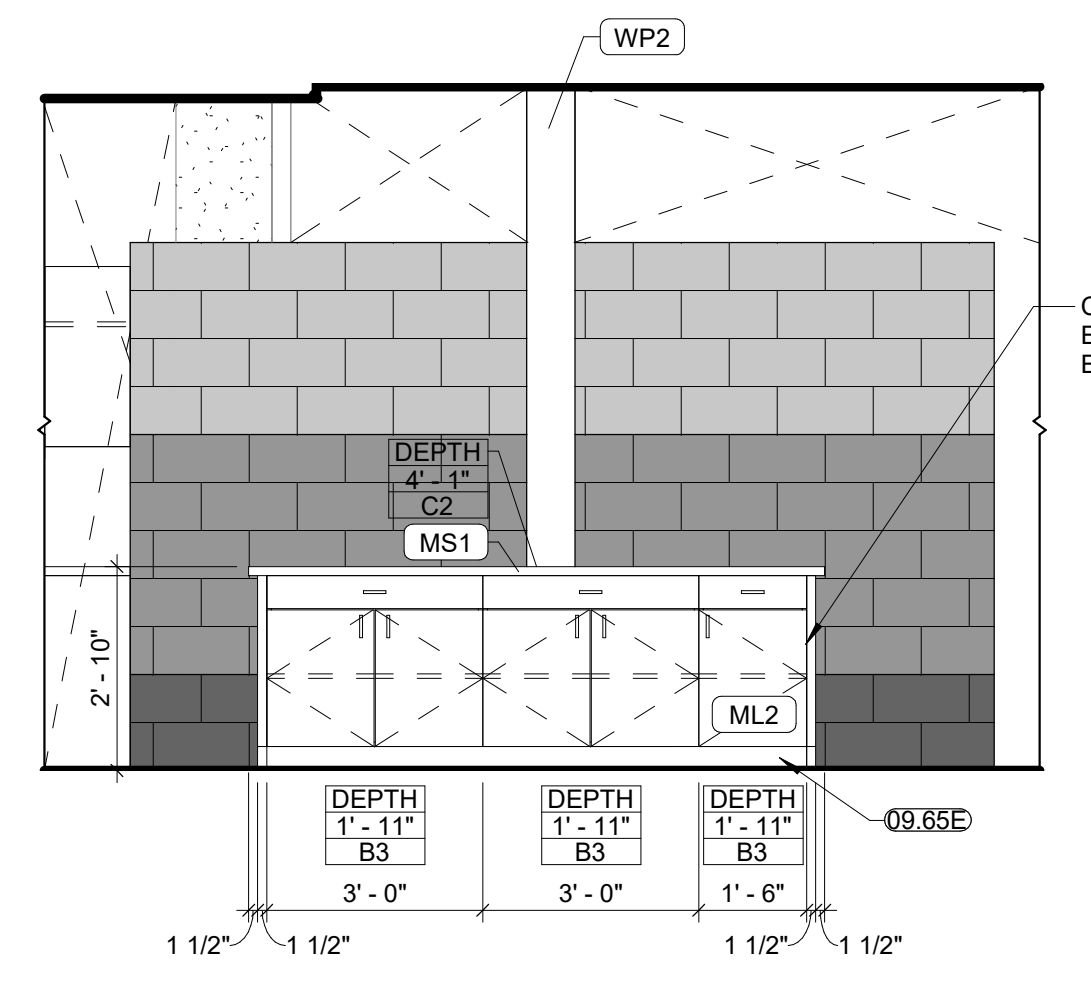 WP2
C
E
E
DEPTH
4' - 1"
C2
MS1
2' - 10"
ML2
DEPTH
1' - 11"
B3
DEPTH
1' - 11"
B3
DEPTH
1' - 11"
B3
09.65E
3' - 0"
3' - 0"
1' - 6"
1 1/2"
1 1/2"
1 1/2"
1 1/2"